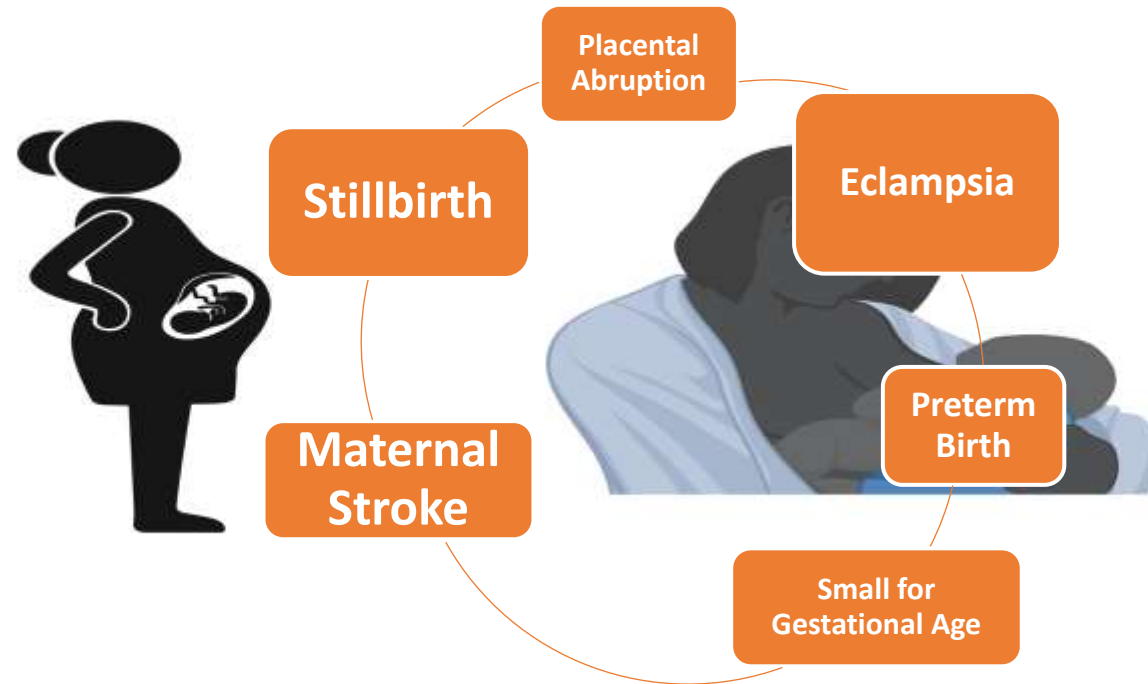 Placental
Abruption
Eclampsia
Stillbirth
Preterm
Birth
Maternal
Stroke
Small for
Gestational Age